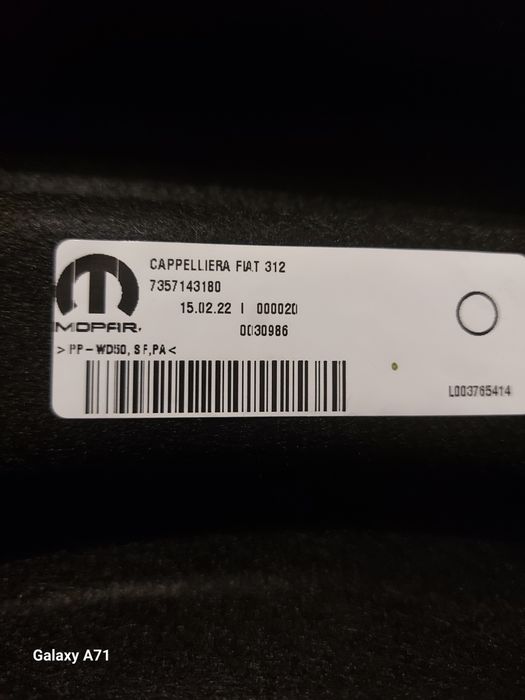 CAPPELLIERA FIAT 312
7357143180
15.02.22 | 000020
0030986
MOPAR.
>PP-WD50, SF,PA<
L003765414
Galaxy A71